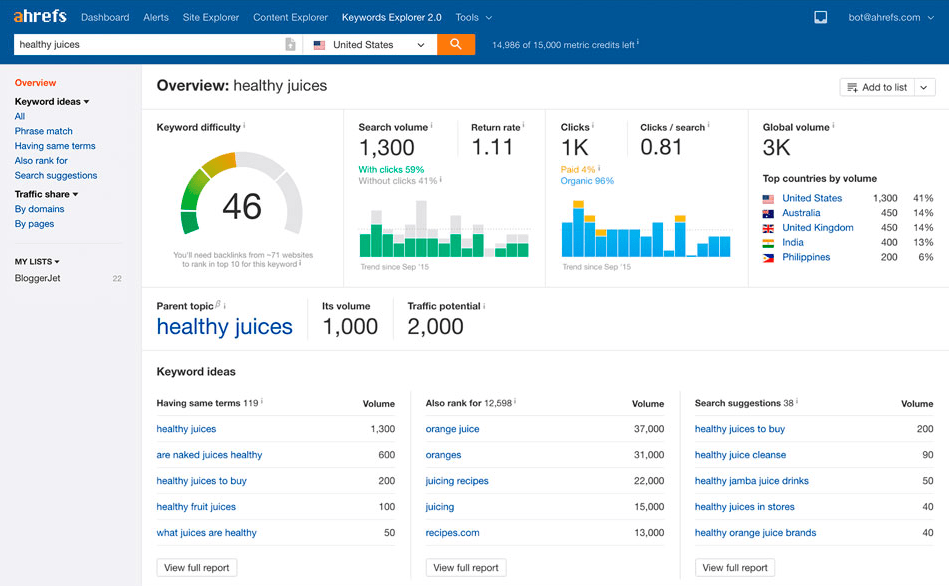 ahrefs Dashboard Alerts Site Explorer Content Explorer Keywords Explorer 2.0 Tools bot@ahrefs.com
healthy juices United States 14,986 of 15,000 metric credits left i
Overview
Keyword ideas
All
Phrase match
Having same terms
Also rank for
Search suggestions
Traffic share
By domains
By pages
MY LISTS
BloggerJet 22
Overview: healthy juices
Add to list
Keyword difficulty i
46
You'll need backlinks from ~71 websites
to rank in top 10 for this keyword i
Search volume i
1,300
Return rate i
1.11
With clicks 59%
Without clicks 41% i
Trend since Sep '15
Clicks i
1K
Clicks / search i
0.81
Paid 4% i
Organic 96%
Trend since Sep '15
Global volume i
3K
Top countries by volume
United States 1,300 41%
Australia 450 14%
United Kingdom 450 14%
India 400 13%
Philippines 200 6%
Parent topic β i
healthy juices
Its volume
1,000
Traffic potential i
2,000
Keyword ideas
Having same terms 119 i Volume
healthy juices 1,300
are naked juices healthy 600
healthy juices to buy 200
healthy fruit juices 100
what juices are healthy 50
View full report
Also rank for 12,598 i Volume
orange juice 37,000
oranges 31,000
juicing recipes 22,000
juicing 15,000
recipes.com 13,000
View full report
Search suggestions 38 i Volume
healthy juices to buy 200
healthy juice cleanse 90
healthy jamba juice drinks 50
healthy juices in stores 40
healthy orange juice brands 40
View full report